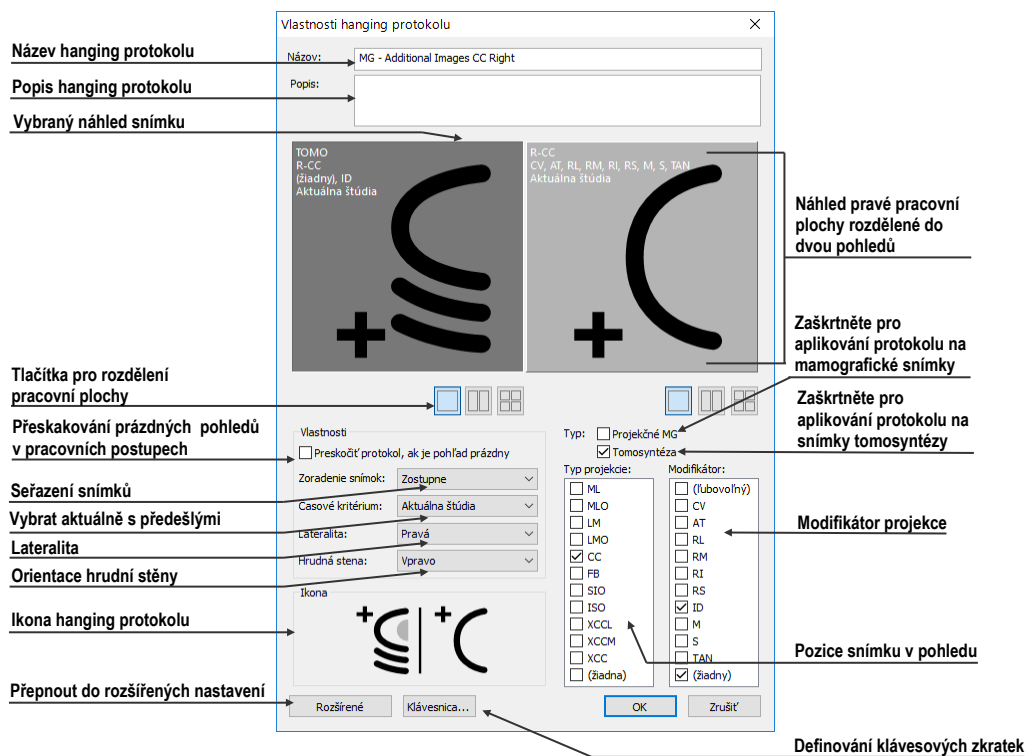 Vlastnosti hanging protokolu
Název hanging protokolu
Názov:
MG - Additional Images CC Right
Popis hanging protokolu
Popis:
Vybraný náhled snímku
TOMO
R-CC
(žiadny), ID
Aktuálna štúdia
R-CC
CV, AT, RL, RM, RI, RS, M, S, TAN
Aktuálna štúdia
Náhled pravé pracovní
plochy rozdělené do
dvou pohledů
Zaškrtněte pro
aplikování protokolu na
mamografické snímky
Zaškrtněte pro
aplikování protokolu na
snímky tomosyntézy
Tlačítka pro rozdělení
pracovní plochy
Přeskakování prázdných pohledů
v pracovních postupech
Seřazení snímků
Vybrat aktuálně s předešlými
Lateralita
Orientace hrudní stěny
Ikona hanging protokolu
Přepnout do rozšířených nastavení
Vlastnosti
Preskočiť protokol, ak je pohľad prázdny
Zoradenie snímok:
Zostupne
Časové kritérium:
Aktuálna štúdia
Lateralita:
Pravá
Hrudná stena:
Vpravo
Ikona
Typ:
Projekčné MG
Tomosyntéza
Typ projekcie:
ML
MLO
LM
LMO
CC
FB
SIO
ISO
XCCL
XCCM
XCC
(žiadna)
Modifikátor:
(ľubovoľný)
CV
AT
RL
RM
RI
RS
ID
M
S
TAN
(žiadny)
Modifikátor projekce
Pozice snímku v pohledu
Rozšírené
Klávesnica...
OK
Zrušiť
Definování klávesových zkratek